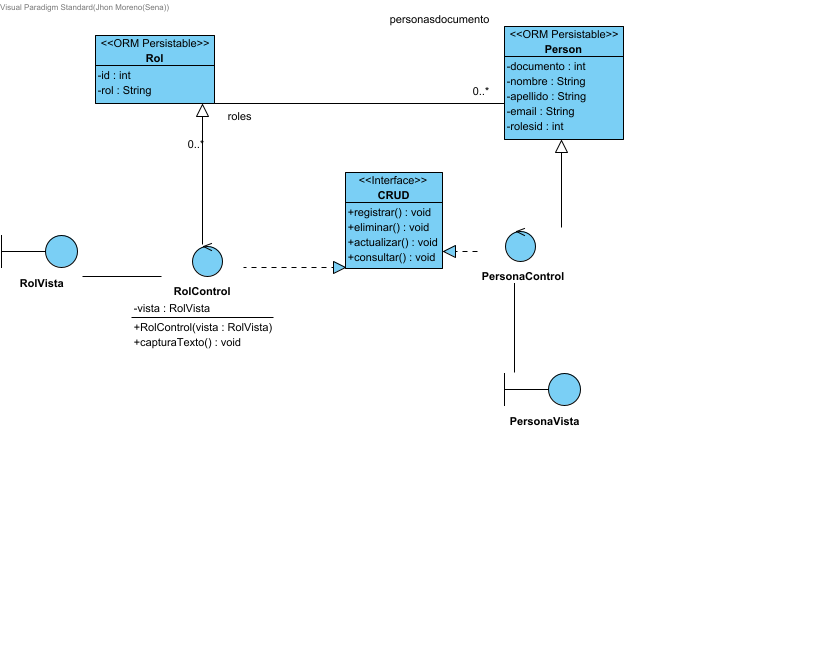 Visual Paradigm Standard(Jhon Moreno(Sena))
personasdocumento
<<ORM Persistable>>
Rol
-id : int
-rol : String
<<ORM Persistable>>
Person
-documento : int
-nombre : String
-apellido : String
-email : String
-rolesid : int
0..*
roles
0..*
<<Interface>>
CRUD
+registrar() : void
+eliminar() : void
+actualizar() : void
+consultar() : void
RolVista
RolControl
-vista : RolVista
+RolControl(vista : RolVista)
+capturaTexto() : void
PersonaControl
PersonaVista